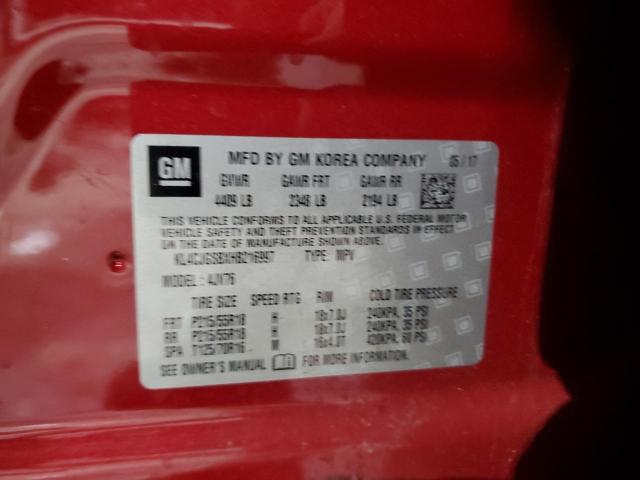 GM MFD BY GM KOREA COMPANY 05/17
GVWR GAWR FRT GAWR RR
4409 LB 2348 LB 2194 LB
THIS VEHICLE CONFORMS TO ALL APPLICABLE U.S. FEDERAL MOTOR
VEHICLE SAFETY AND THEFT PREVENTION STANDARDS IN EFFECT ON
THE DATE OF MANUFACTURE SHOWN ABOVE.
KL4CJGSBXHB216997 TYPE: MPV
MODEL: 4JV76
TIRE SIZE SPEED RTG RIM COLD TIRE PRESSURE
FRT P215/55R18 H 18x7.0J 240KPA, 35 PSI
RR P215/55R18 H 18x7.0J 240KPA, 35 PSI
SPA T125/70R16 M 16x4.0T 420KPA, 60 PSI
SEE OWNER'S MANUAL FOR MORE INFORMATION.